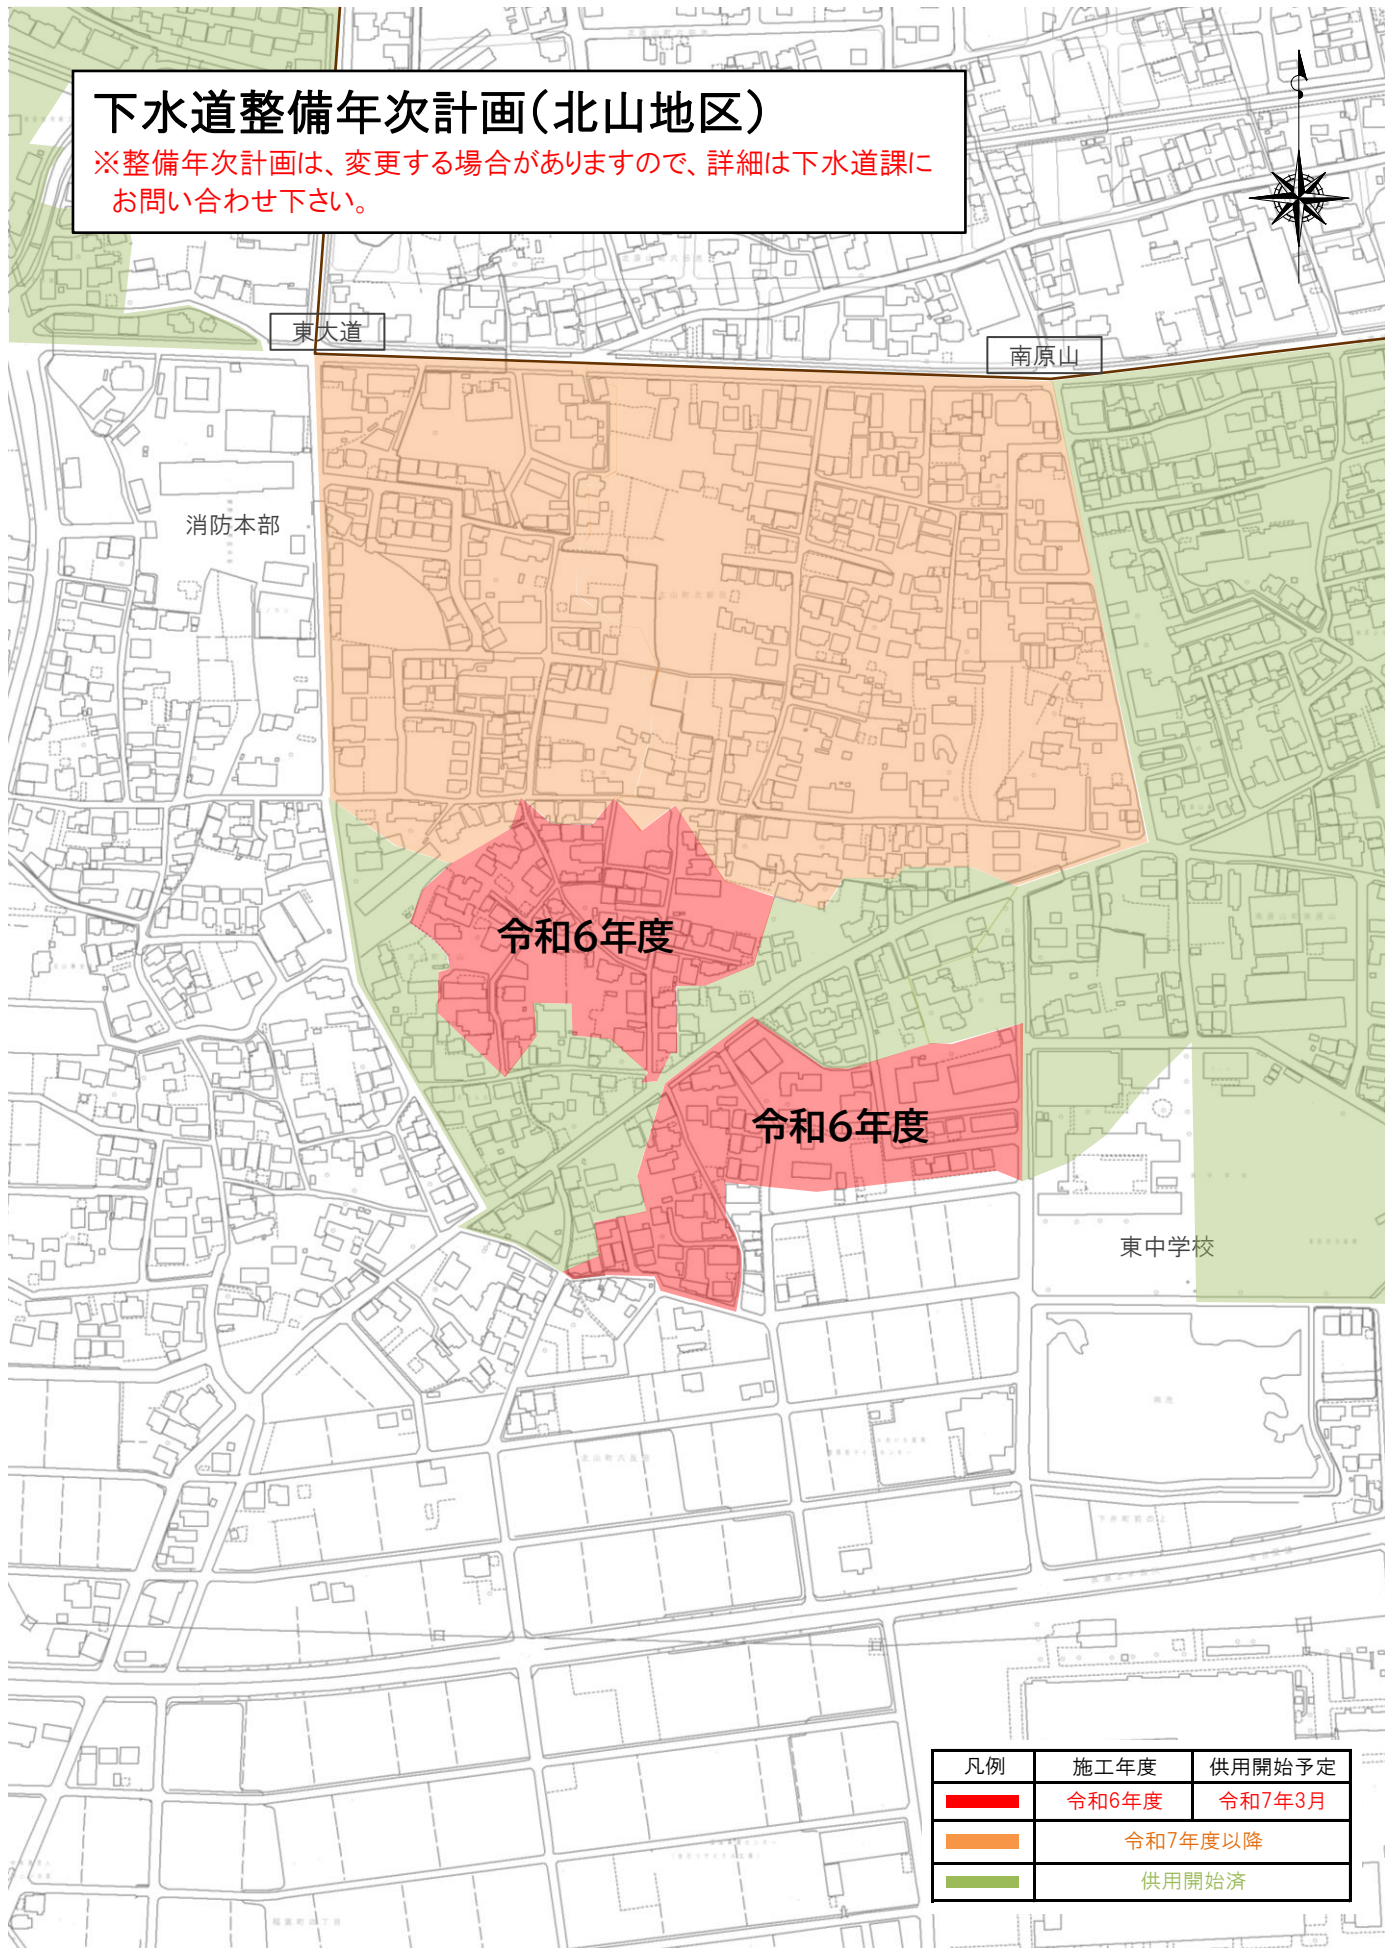 下水道整備年次計画(北山地区)
※整備年次計画は、変更する場合がありますので、詳細は下水道課に
お問い合わせ下さい。
東大道
南原山
消防本部
令和6年度
令和6年度
東中学校
凡例 施工年度 供用開始予定
令和6年度 令和7年3月
令和7年度以降
供用開始済